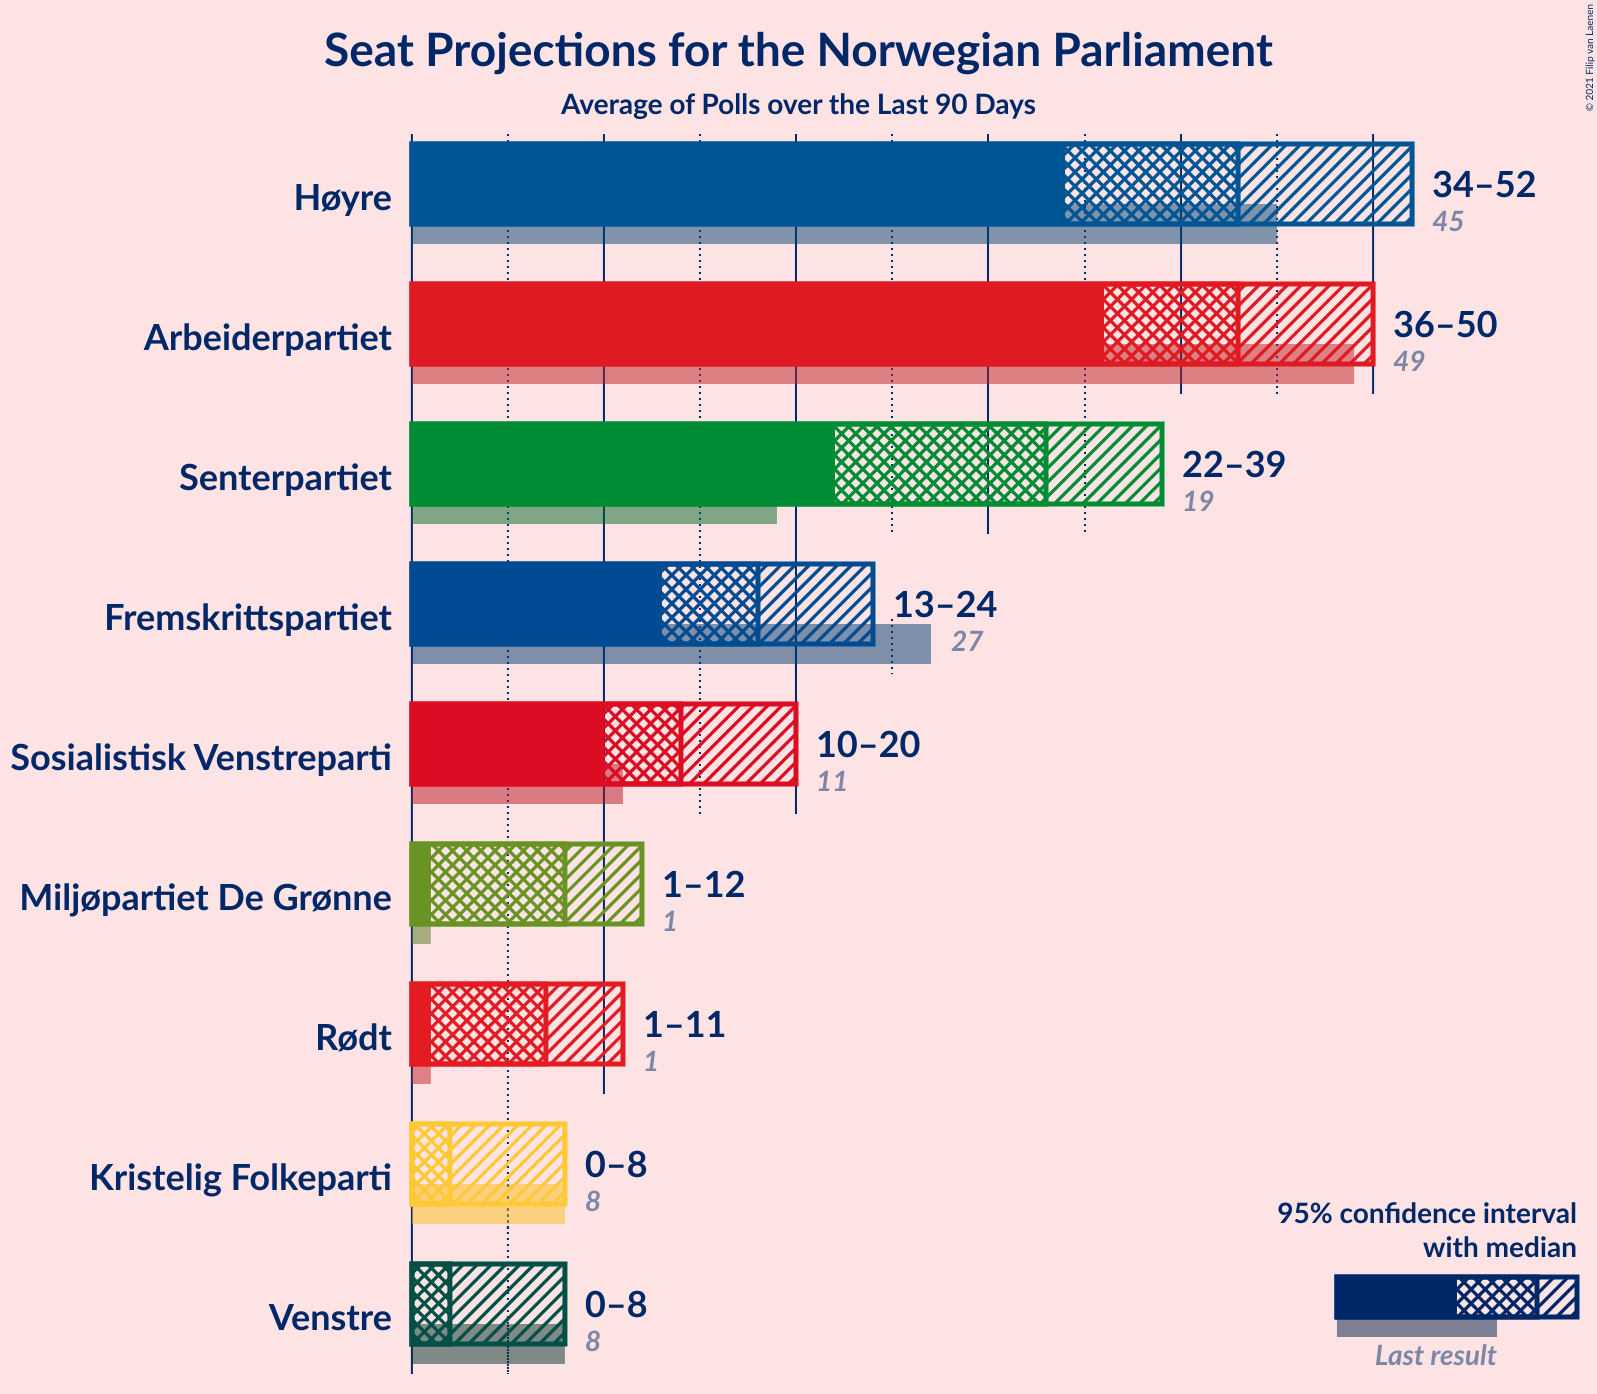 Seat Projections for the Norwegian Parliament
Average of Polls over the Last 90 Days
© 2021 Filip van Laenen
Høyre
34–52
45
Arbeiderpartiet
36–50
49
Senterpartiet
22–39
19
Fremskrittspartiet
13–24
27
Sosialistisk Venstreparti
10–20
11
Miljøpartiet De Grønne
1–12
1
Rødt
1–11
1
Kristelig Folkeparti
0–8
8
Venstre
0–8
8
95% confidence interval
with median
Last result